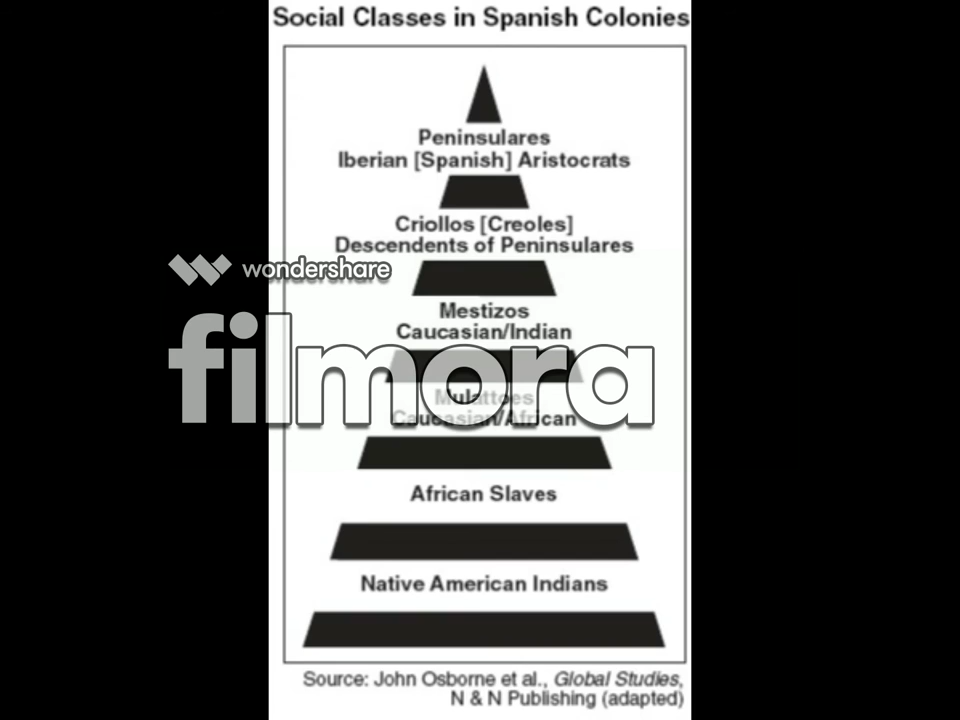 Social Classes in Spanish Colonies
Peninsulares
Iberian [Spanish] Aristocrats
Criollos [Creoles]
Descendents of Peninsulares
wondershare
filmora
Mestizos
Caucasian/Indian
Mulattoes
Caucasian/African
African Slaves
Native American Indians
Source: John Osborne et al., Global Studies,
N & N Publishing (adapted)